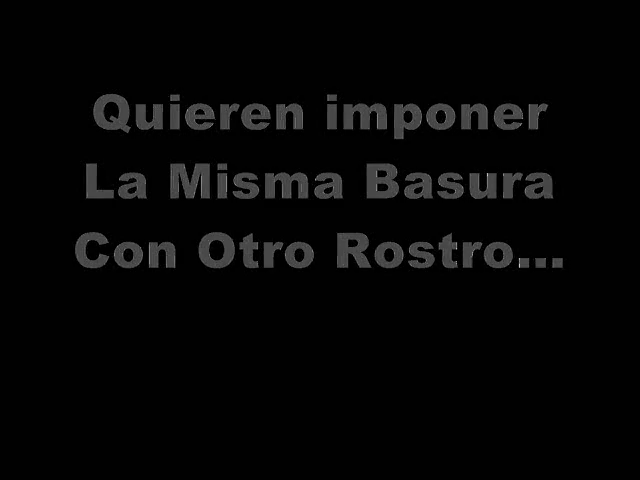 Quieren imponer
La Misma Basura
Con Otro Rostro...